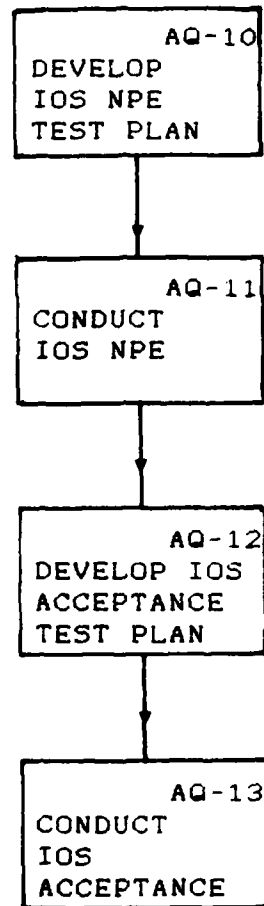 AQ-10
DEVELOP
IOS NPE
TEST PLAN
AQ-11
CONDUCT
IOS NPE
AQ-12
DEVELOP IOS
ACCEPTANCE
TEST PLAN
AQ-13
CONDUCT
IOS
ACCEPTANCE